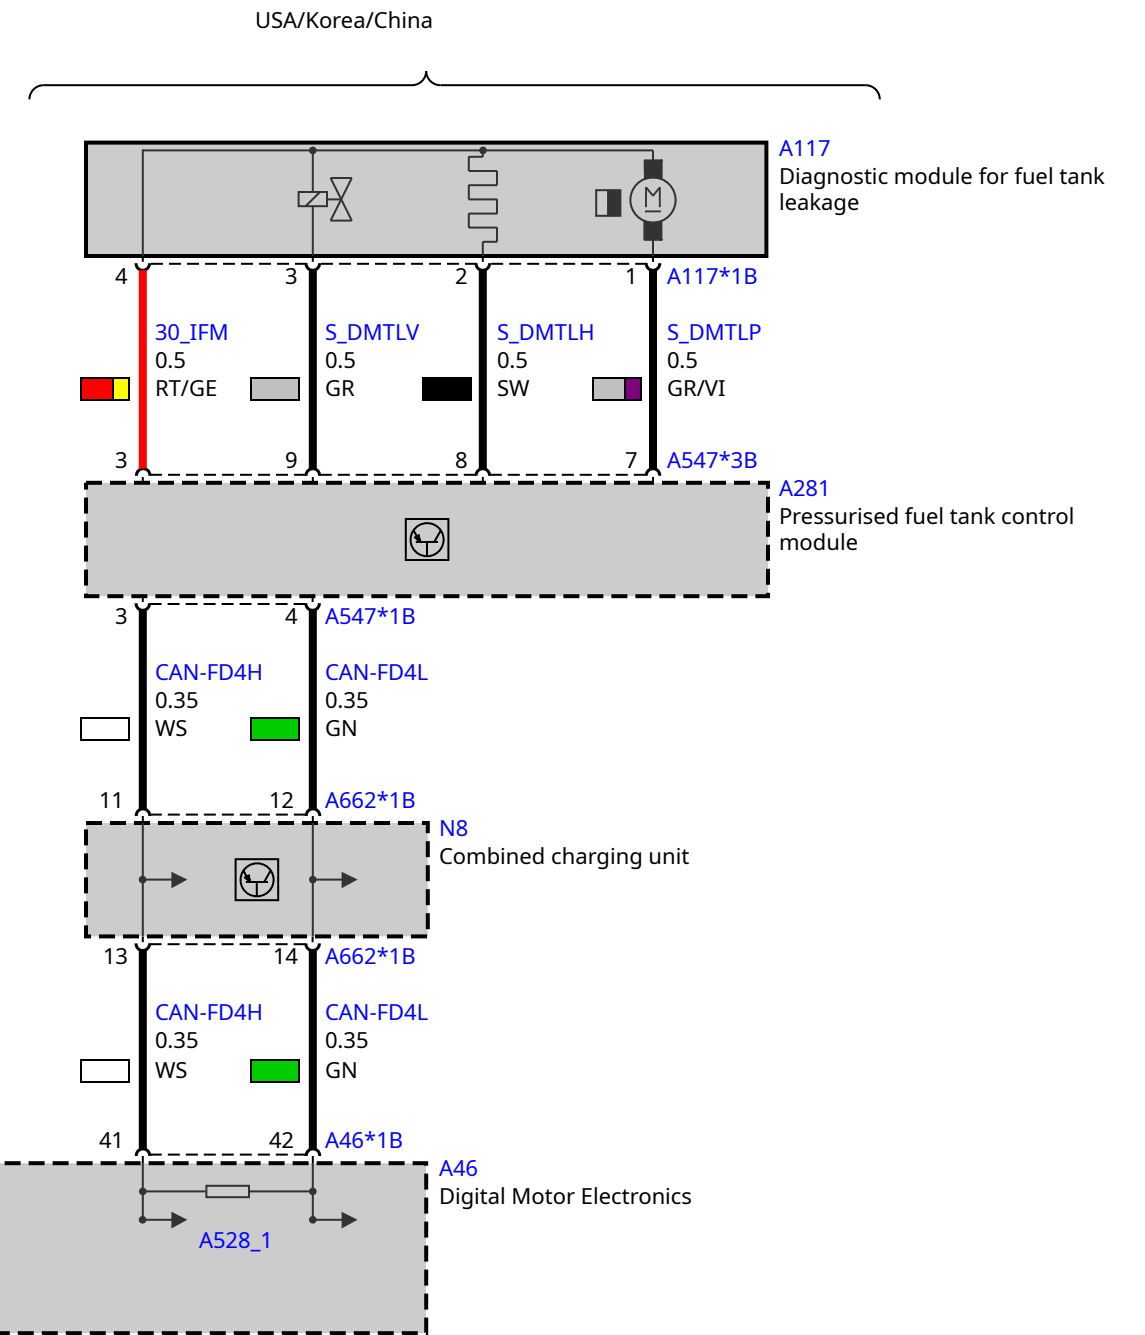 USA/Korea/China
A117
Diagnostic module for fuel tank
leakage
4 3 2 1 A117*1B
30_IFM S_DMTLV S_DMTLH S_DMTLP
0.5 0.5 0.5 0.5
RT/GE GR SW GR/VI
3 9 8 7 A547*3B
A281
Pressurised fuel tank control
module
3 4 A547*1B
CAN-FD4H CAN-FD4L
0.35 0.35
WS GN
11 12 A662*1B
N8
Combined charging unit
13 14 A662*1B
CAN-FD4H CAN-FD4L
0.35 0.35
WS GN
41 42 A46*1B
A46
Digital Motor Electronics
A528_1
M